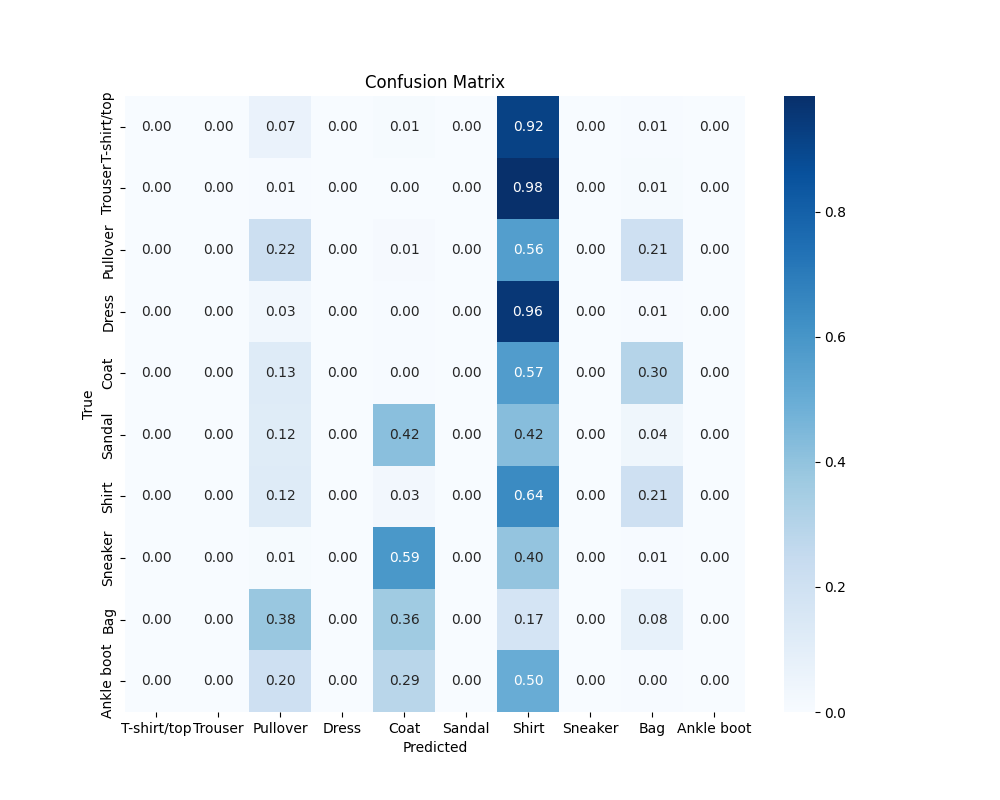 Confusion Matrix
T-shirt/top 0.00 0.00 0.07 0.00 0.01 0.00 0.92 0.00 0.01 0.00
Trouser 0.00 0.00 0.01 0.00 0.00 0.00 0.98 0.00 0.01 0.00
Pullover 0.00 0.00 0.22 0.00 0.01 0.00 0.56 0.00 0.21 0.00
Dress 0.00 0.00 0.03 0.00 0.00 0.00 0.96 0.00 0.01 0.00
Coat 0.00 0.00 0.13 0.00 0.00 0.00 0.57 0.00 0.30 0.00
Sandal 0.00 0.00 0.12 0.00 0.42 0.00 0.42 0.00 0.04 0.00
Shirt 0.00 0.00 0.12 0.00 0.03 0.00 0.64 0.00 0.21 0.00
Sneaker 0.00 0.00 0.01 0.00 0.59 0.00 0.40 0.00 0.01 0.00
Bag 0.00 0.00 0.38 0.00 0.36 0.00 0.17 0.00 0.08 0.00
Ankle boot 0.00 0.00 0.20 0.00 0.29 0.00 0.50 0.00 0.00 0.00
T-shirt/top Trouser Pullover Dress Coat Sandal Shirt Sneaker Bag Ankle boot
Predicted
True
0.8
0.6
0.4
0.2
0.0